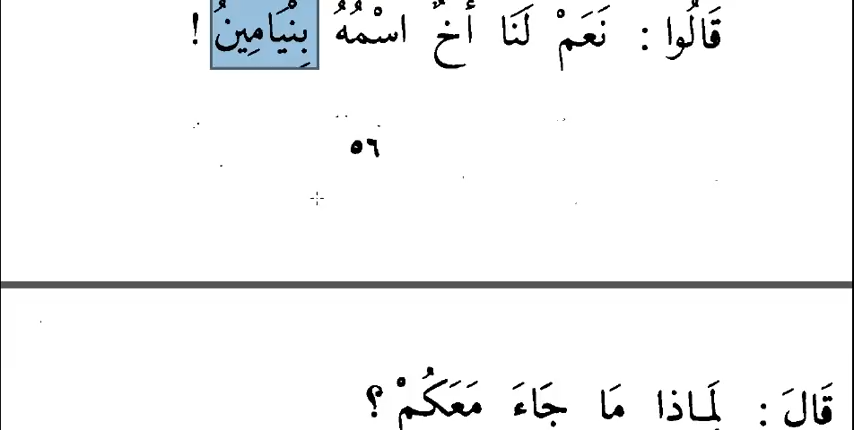 قَالُوا : نَعَمْ لَنَا أَخٌ اسْمُهُ بِنْيَامِينُ !
٥٦
قَالَ : لِمَاذا مَا جَاءَ مَعَكُمْ ؟